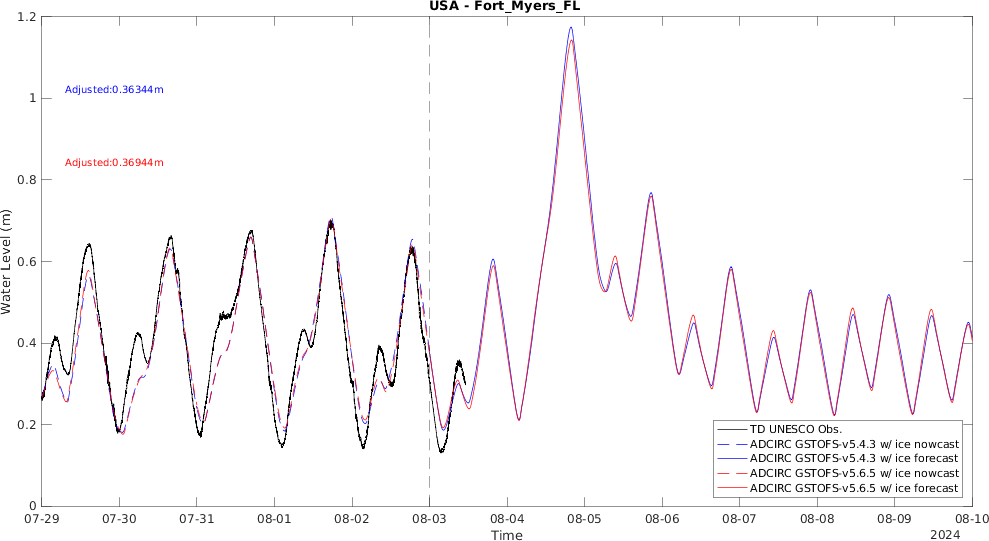 USA - Fort_Myers_FL
1.2
1
0.8
0.6
0.4
0.2
0
Water Level (m)
Adjusted:0.36344m
Adjusted:0.36944m
TD UNESCO Obs.
ADCIRC GSTOFS-v5.4.3 w/ ice nowcast
ADCIRC GSTOFS-v5.4.3 w/ ice forecast
ADCIRC GSTOFS-v5.6.5 w/ ice nowcast
ADCIRC GSTOFS-v5.6.5 w/ ice forecast
07-29 07-30 07-31 08-01 08-02 08-03 08-04 08-05 08-06 08-07 08-08 08-09 08-10
Time
2024